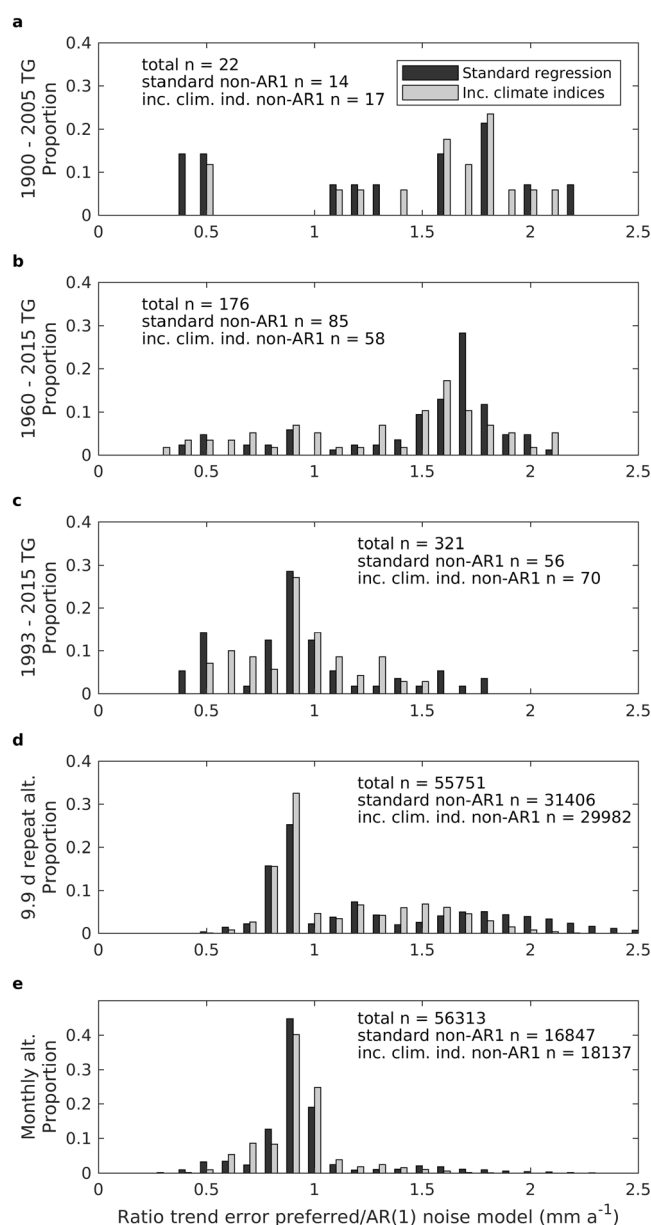 a
1900 - 2005 TG
Proportion
0.4
0.3
0.2
0.1
0
total n = 22
standard non-AR1 n = 14
inc. clim. ind. non-AR1 n = 17
Standard regression
Inc. climate indices
0.5
1
1.5
2
2.5
b
1960 - 2015 TG
Proportion
0.4
0.3
0.2
0.1
0
total n = 176
standard non-AR1 n = 85
inc. clim. ind. non-AR1 n = 58
0
0.5
1
1.5
2
2.5
c
1993 - 2015 TG
Proportion
0.4
0.3
0.2
0.1
0
total n = 321
standard non-AR1 n = 56
inc. clim. ind. non-AR1 n = 70
0
0.5
1
1.5
2
2.5
d
9.9 d repeat alt.
Proportion
0.4
0.3
0.2
0.1
0
total n = 55751
standard non-AR1 n = 31406
inc. clim. ind. non-AR1 n = 29982
0
0.5
1
1.5
2
2.5
e
Monthly alt.
Proportion
0.4
0.3
0.2
0.1
0
total n = 56313
standard non-AR1 n = 16847
inc. clim. ind. non-AR1 n = 18137
0
0.5
1
1.5
2
2.5
Ratio trend error preferred/AR(1) noise model (mm a⁻¹)